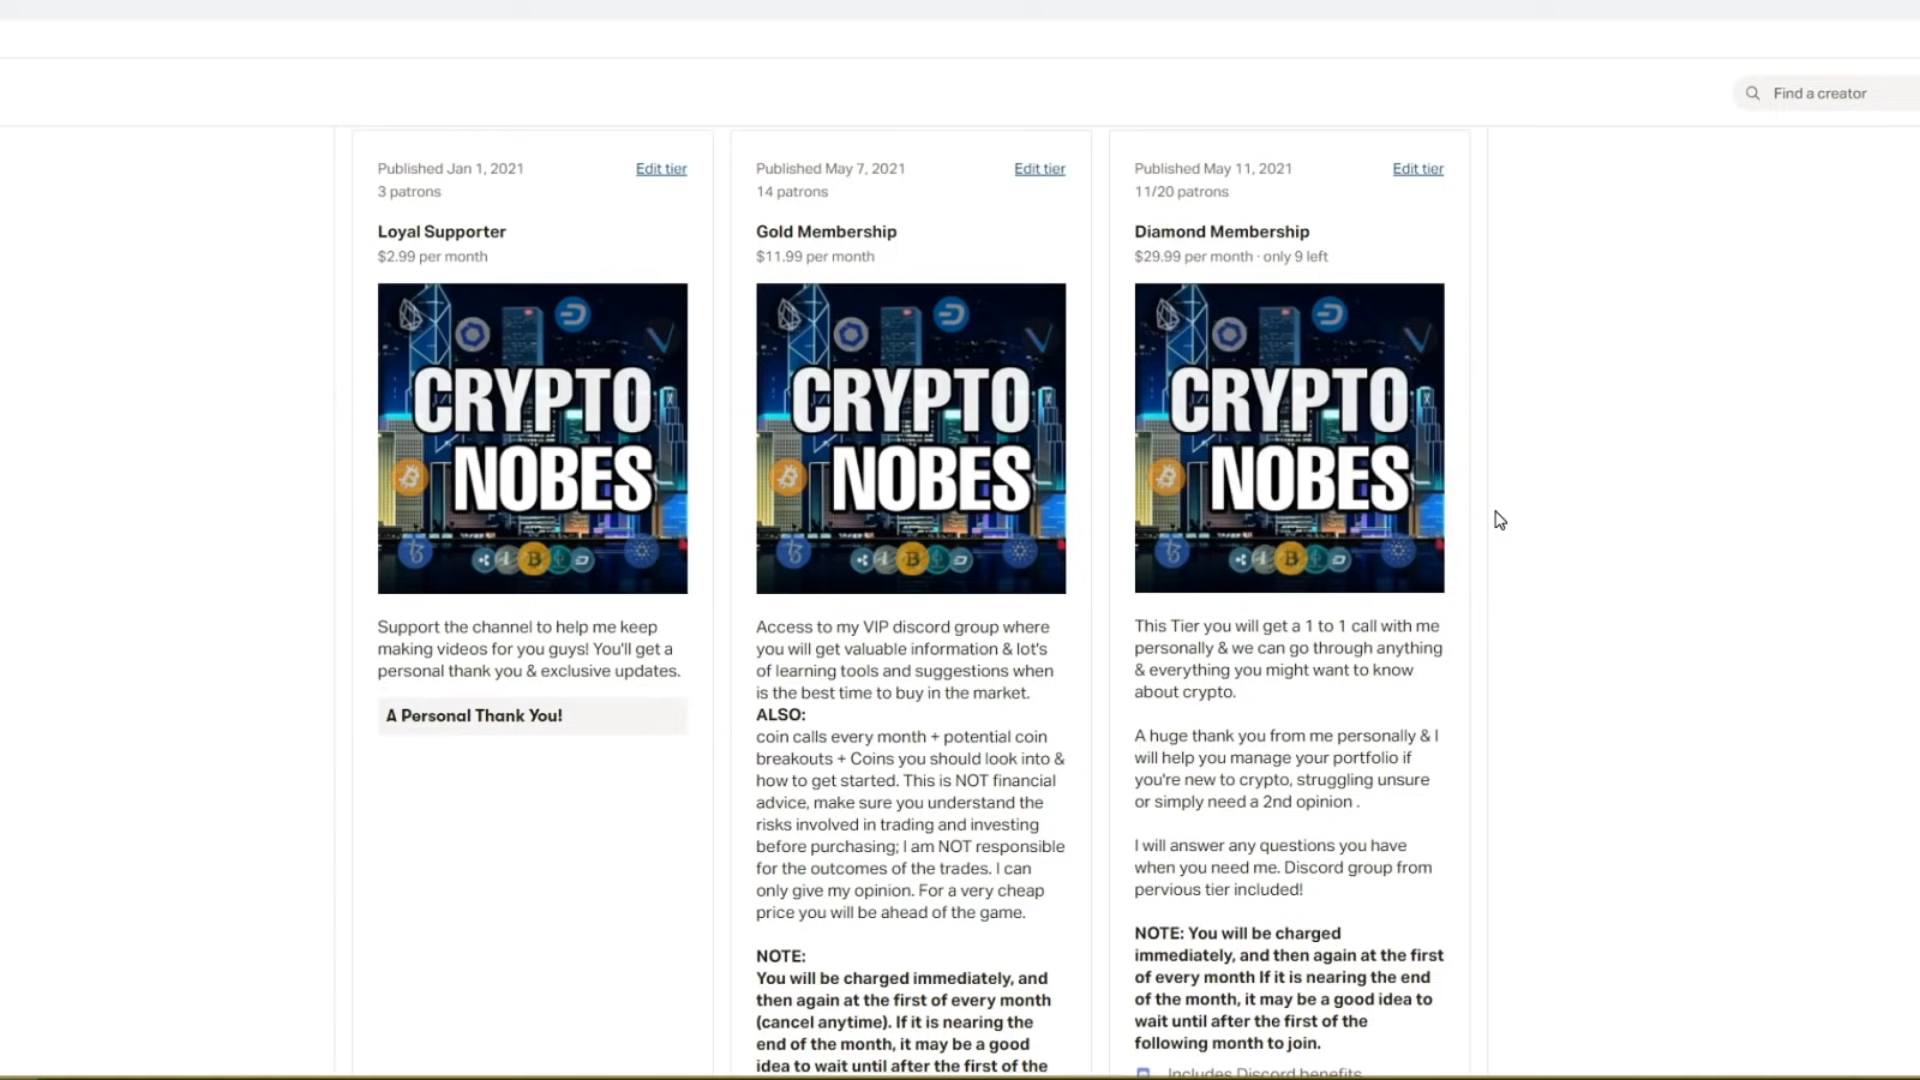 Find a creator
Published Jan 1, 2021
Edit tier
3 patrons
Loyal Supporter
$2.99 per month
CRYPTO
NOBES
Support the channel to help me keep
making videos for you guys! You'll get a
personal thank you & exclusive updates.
A Personal Thank You!
Published May 7, 2021
Edit tier
14 patrons
Gold Membership
$11.99 per month
CRYPTO
NOBES
Access to my VIP discord group where
you will get valuable information & lot's
of learning tools and suggestions when
is the best time to buy in the market.
ALSO:
coin calls every month + potential coin
breakouts + Coins you should look into &
how to get started. This is NOT financial
advice, make sure you understand the
risks involved in trading and investing
before purchasing; I am NOT responsible
for the outcomes of the trades. I can
only give my opinion. For a very cheap
price you will be ahead of the game.
NOTE:
You will be charged immediately, and
then again at the first of every month
(cancel anytime). If it is nearing the
end of the month, it may be a good
idea to wait until after the first of the
Published May 11, 2021
Edit tier
11/20 patrons
Diamond Membership
$29.99 per month · only 9 left
CRYPTO
NOBES
This Tier you will get a 1 to 1 call with me
personally & we can go through anything
& everything you might want to know
about crypto.
A huge thank you from me personally & I
will help you manage your portfolio if
you're new to crypto, struggling unsure
or simply need a 2nd opinion .
I will answer any questions you have
when you need me. Discord group from
pervious tier included!
NOTE: You will be charged
immediately, and then again at the first
of every month If it is nearing the end
of the month, it may be a good idea to
wait until after the first of the
following month to join.
Includes Discord benefits